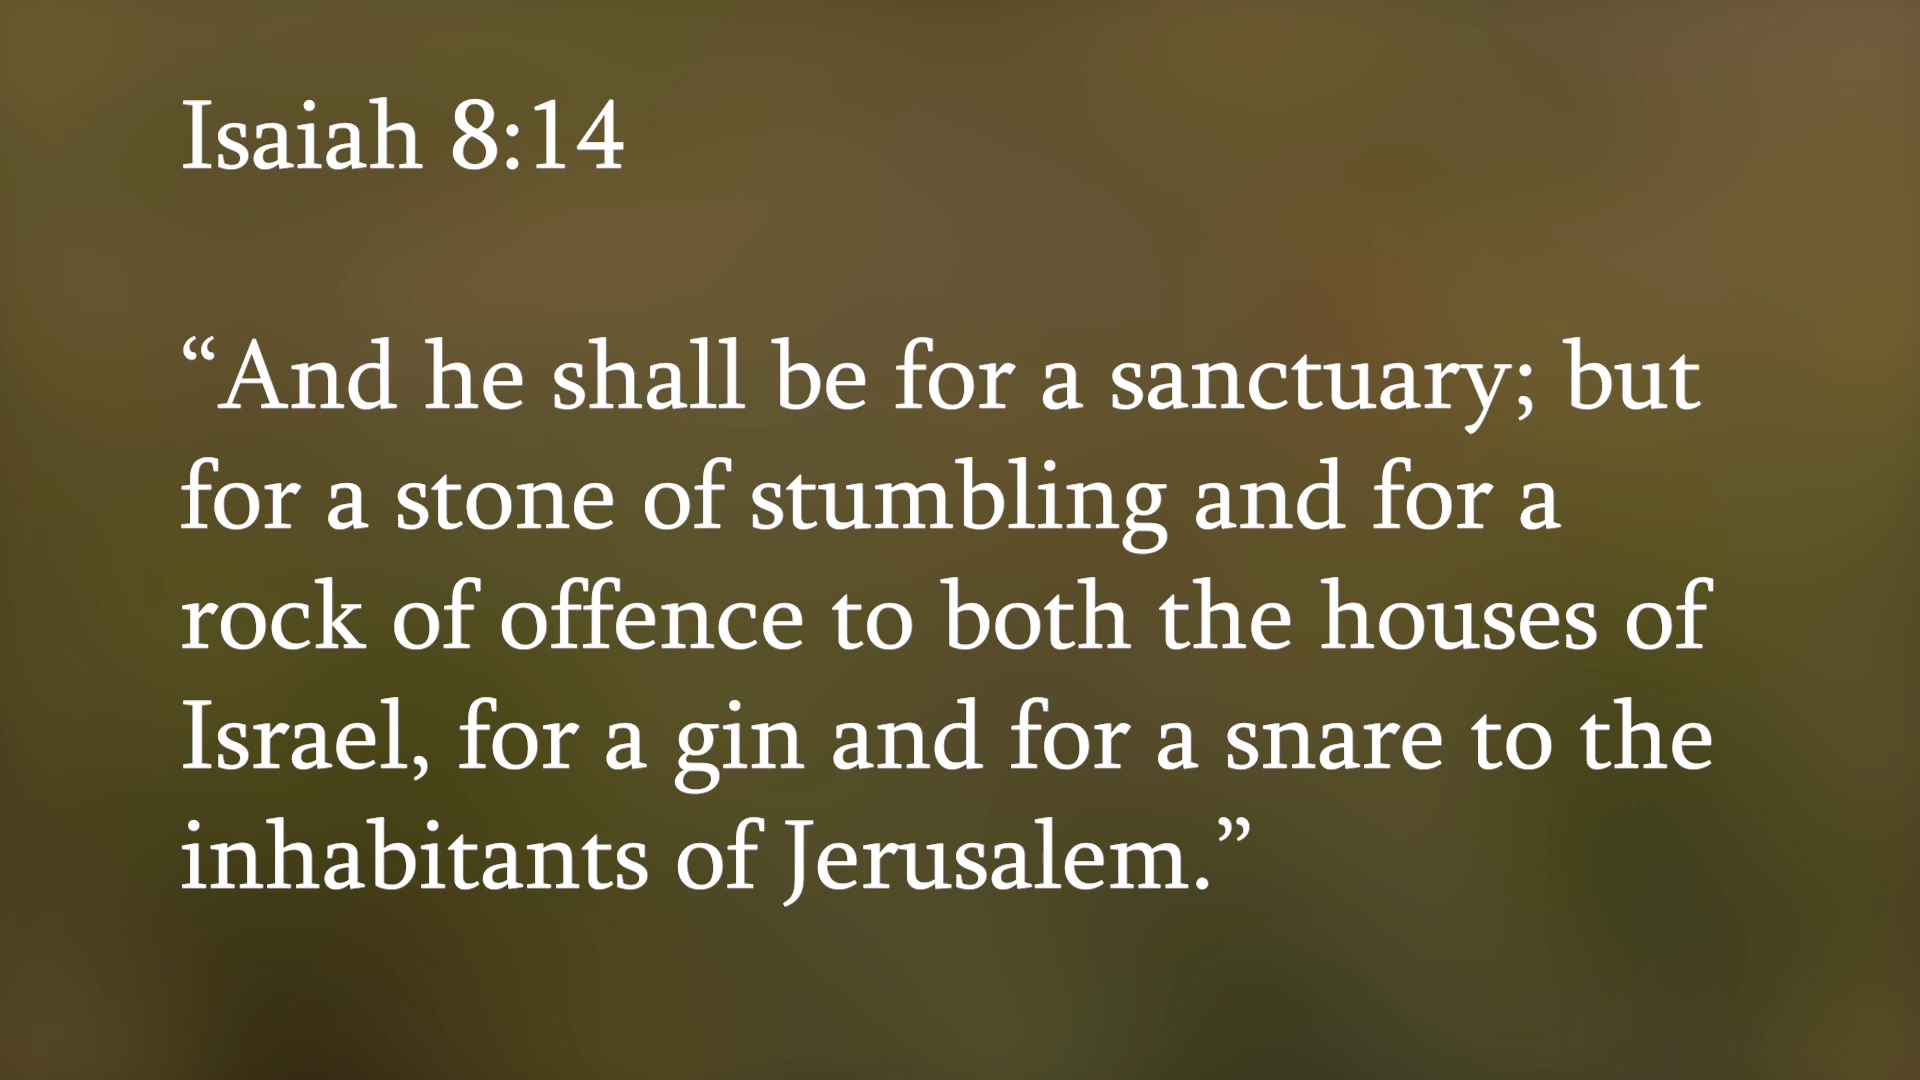 Isaiah 8:14
“And he shall be for a sanctuary; but
for a stone of stumbling and for a
rock of offence to both the houses of
Israel, for a gin and for a snare to the
inhabitants of Jerusalem.”